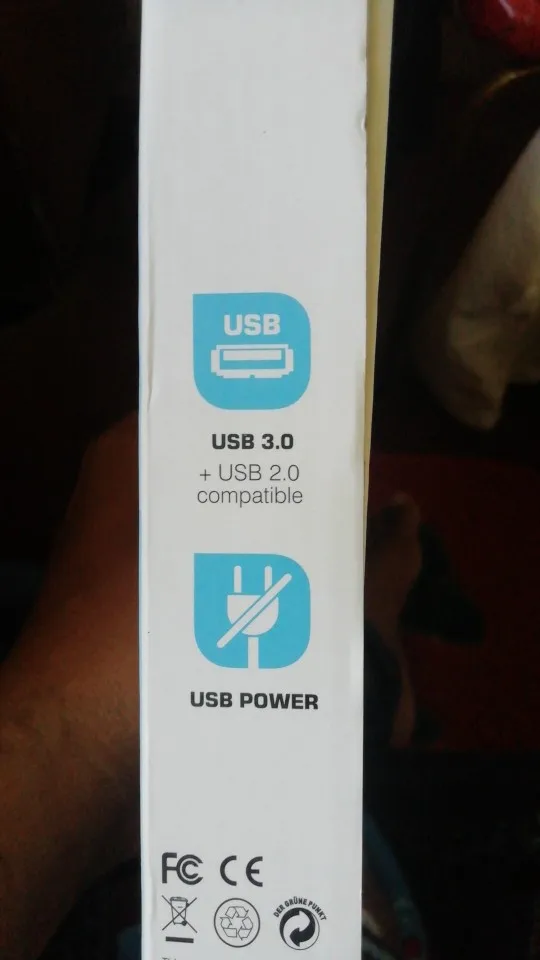 USB
USB 3.0
+ USB 2.0
compatible
USB POWER
FC CE
DER GRÜNE PUNKT